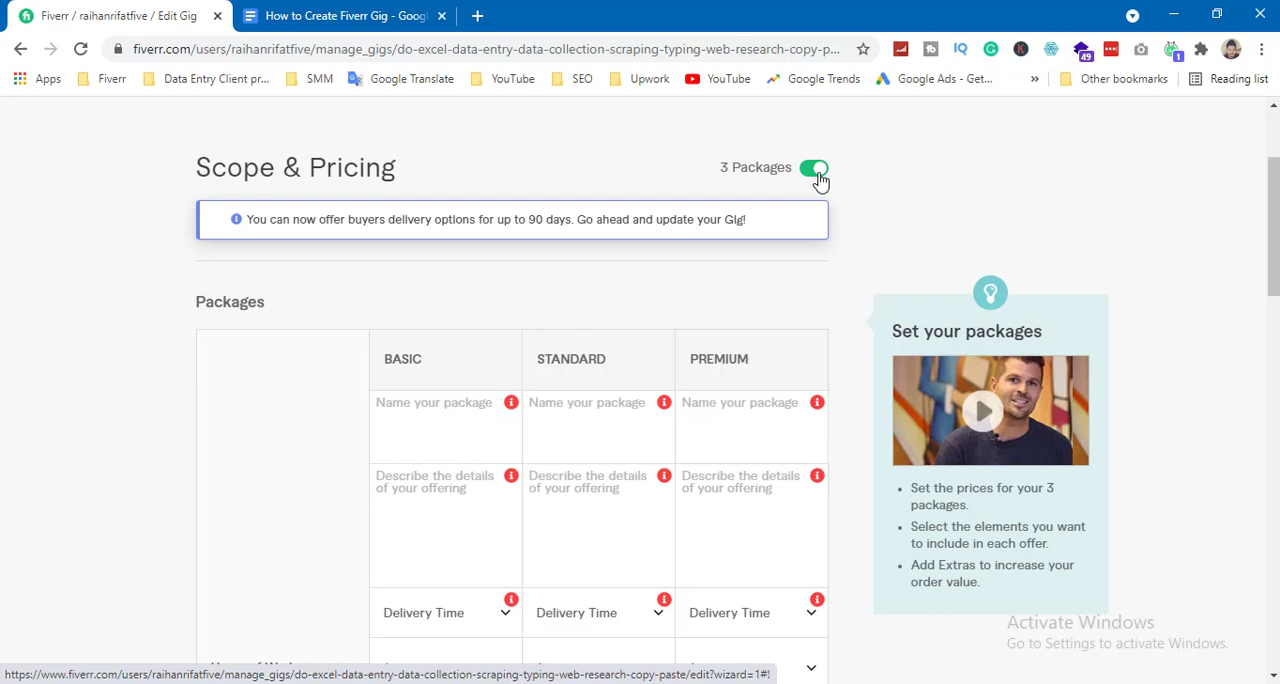 Fiverr / raihanrifatfive / Edit Gig
How to Create Fiverr Gig - Goog
fiverr.com/users/raihanrifatfive/manage_gigs/do-excel-data-entry-data-collection-scraping-typing-web-research-copy-p...
Apps
Fiverr
Data Entry Client pr...
SMM
Google Translate
YouTube
SEO
Upwork
YouTube
Google Trends
Google Ads - Get...
»
Other bookmarks
Reading list
49
1
Scope & Pricing
3 Packages
You can now offer buyers delivery options for up to 90 days. Go ahead and update your GIg!
Packages
BASIC STANDARD PREMIUM
Name your package Name your package Name your package
Describe the details Describe the details Describe the details
of your offering of your offering of your offering
Delivery Time Delivery Time Delivery Time
Set your packages
Set the prices for your 3
packages.
Select the elements you want
to include in each offer.
Add Extras to increase your
order value.
Activate Windows
Go to Settings to activate Windows.
https://www.fiverr.com/users/raihanrifatfive/manage_gigs/do-excel-data-entry-data-collection-scraping-typing-web-research-copy-paste/edit?wizard=1#!